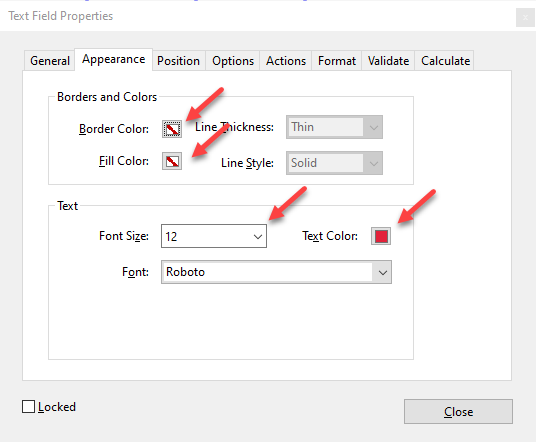 Text Field Properties
x
General Appearance Position Options Actions Format Validate Calculate
Borders and Colors
Border Color: Line Thickness: Thin
Fill Color: Line Style: Solid
Text
Font Size: 12 Text Color:
Font: Roboto
Locked
Close